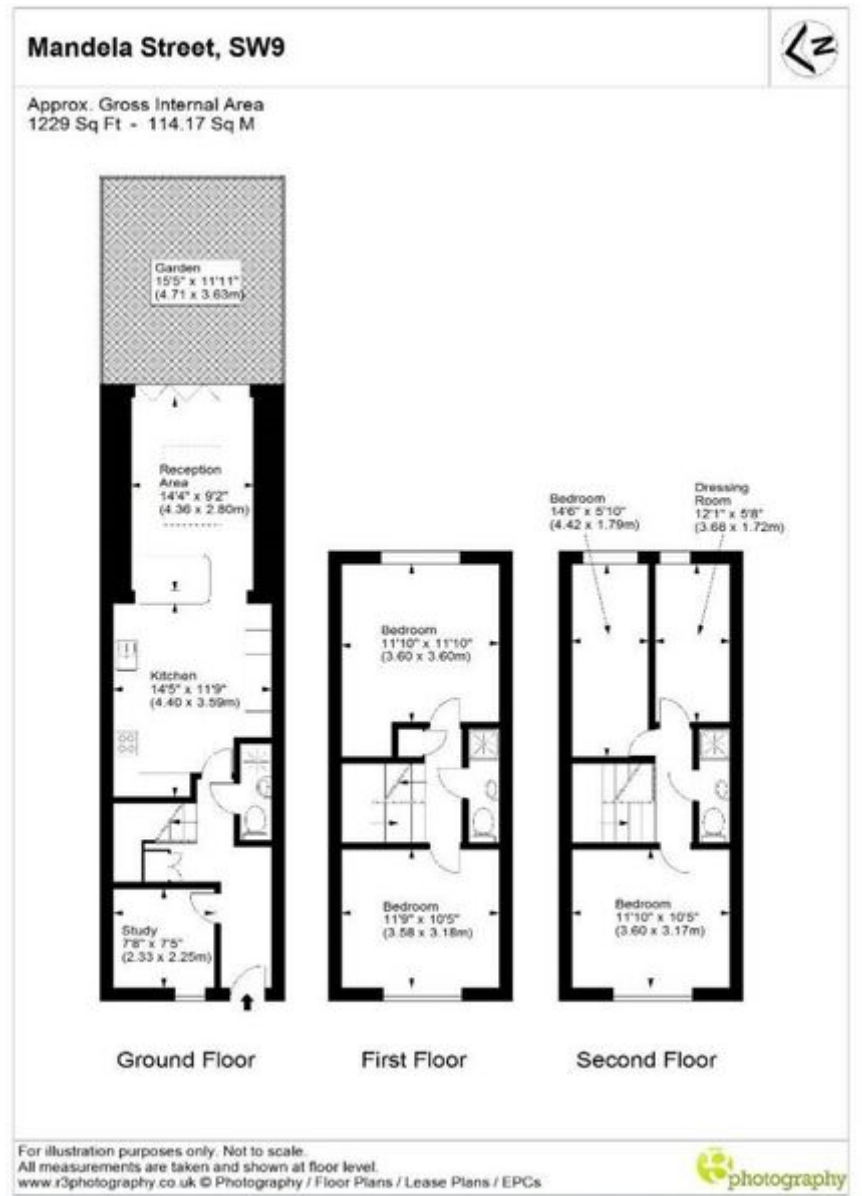 Mandela Street, SW9
N
Approx. Gross Internal Area
1229 Sq Ft - 114.17 Sq M
Garden
15'5" x 11'11"
(4.71 x 3.63m)
Reception
Area
14'4" x 9'2"
(4.36 x 2.80m)
Kitchen
14'5" x 11'9"
(4.40 x 3.59m)
Study
7'8" x 7'5"
(2.33 x 2.25m)
Ground Floor
Bedroom
11'10" x 11'10"
(3.60 x 3.60m)
Bedroom
11'9" x 10'5"
(3.58 x 3.18m)
First Floor
Bedroom
14'6" x 5'10"
(4.42 x 1.79m)
Dressing
Room
12'1" x 5'8"
(3.68 x 1.72m)
Bedroom
11'10" x 10'5"
(3.60 x 3.17m)
Second Floor
For illustration purposes only. Not to scale.
All measurements are taken and shown at floor level.
www.r3photography.co.uk © Photography / Floor Plans / Lease Plans / EPCs
r3photography